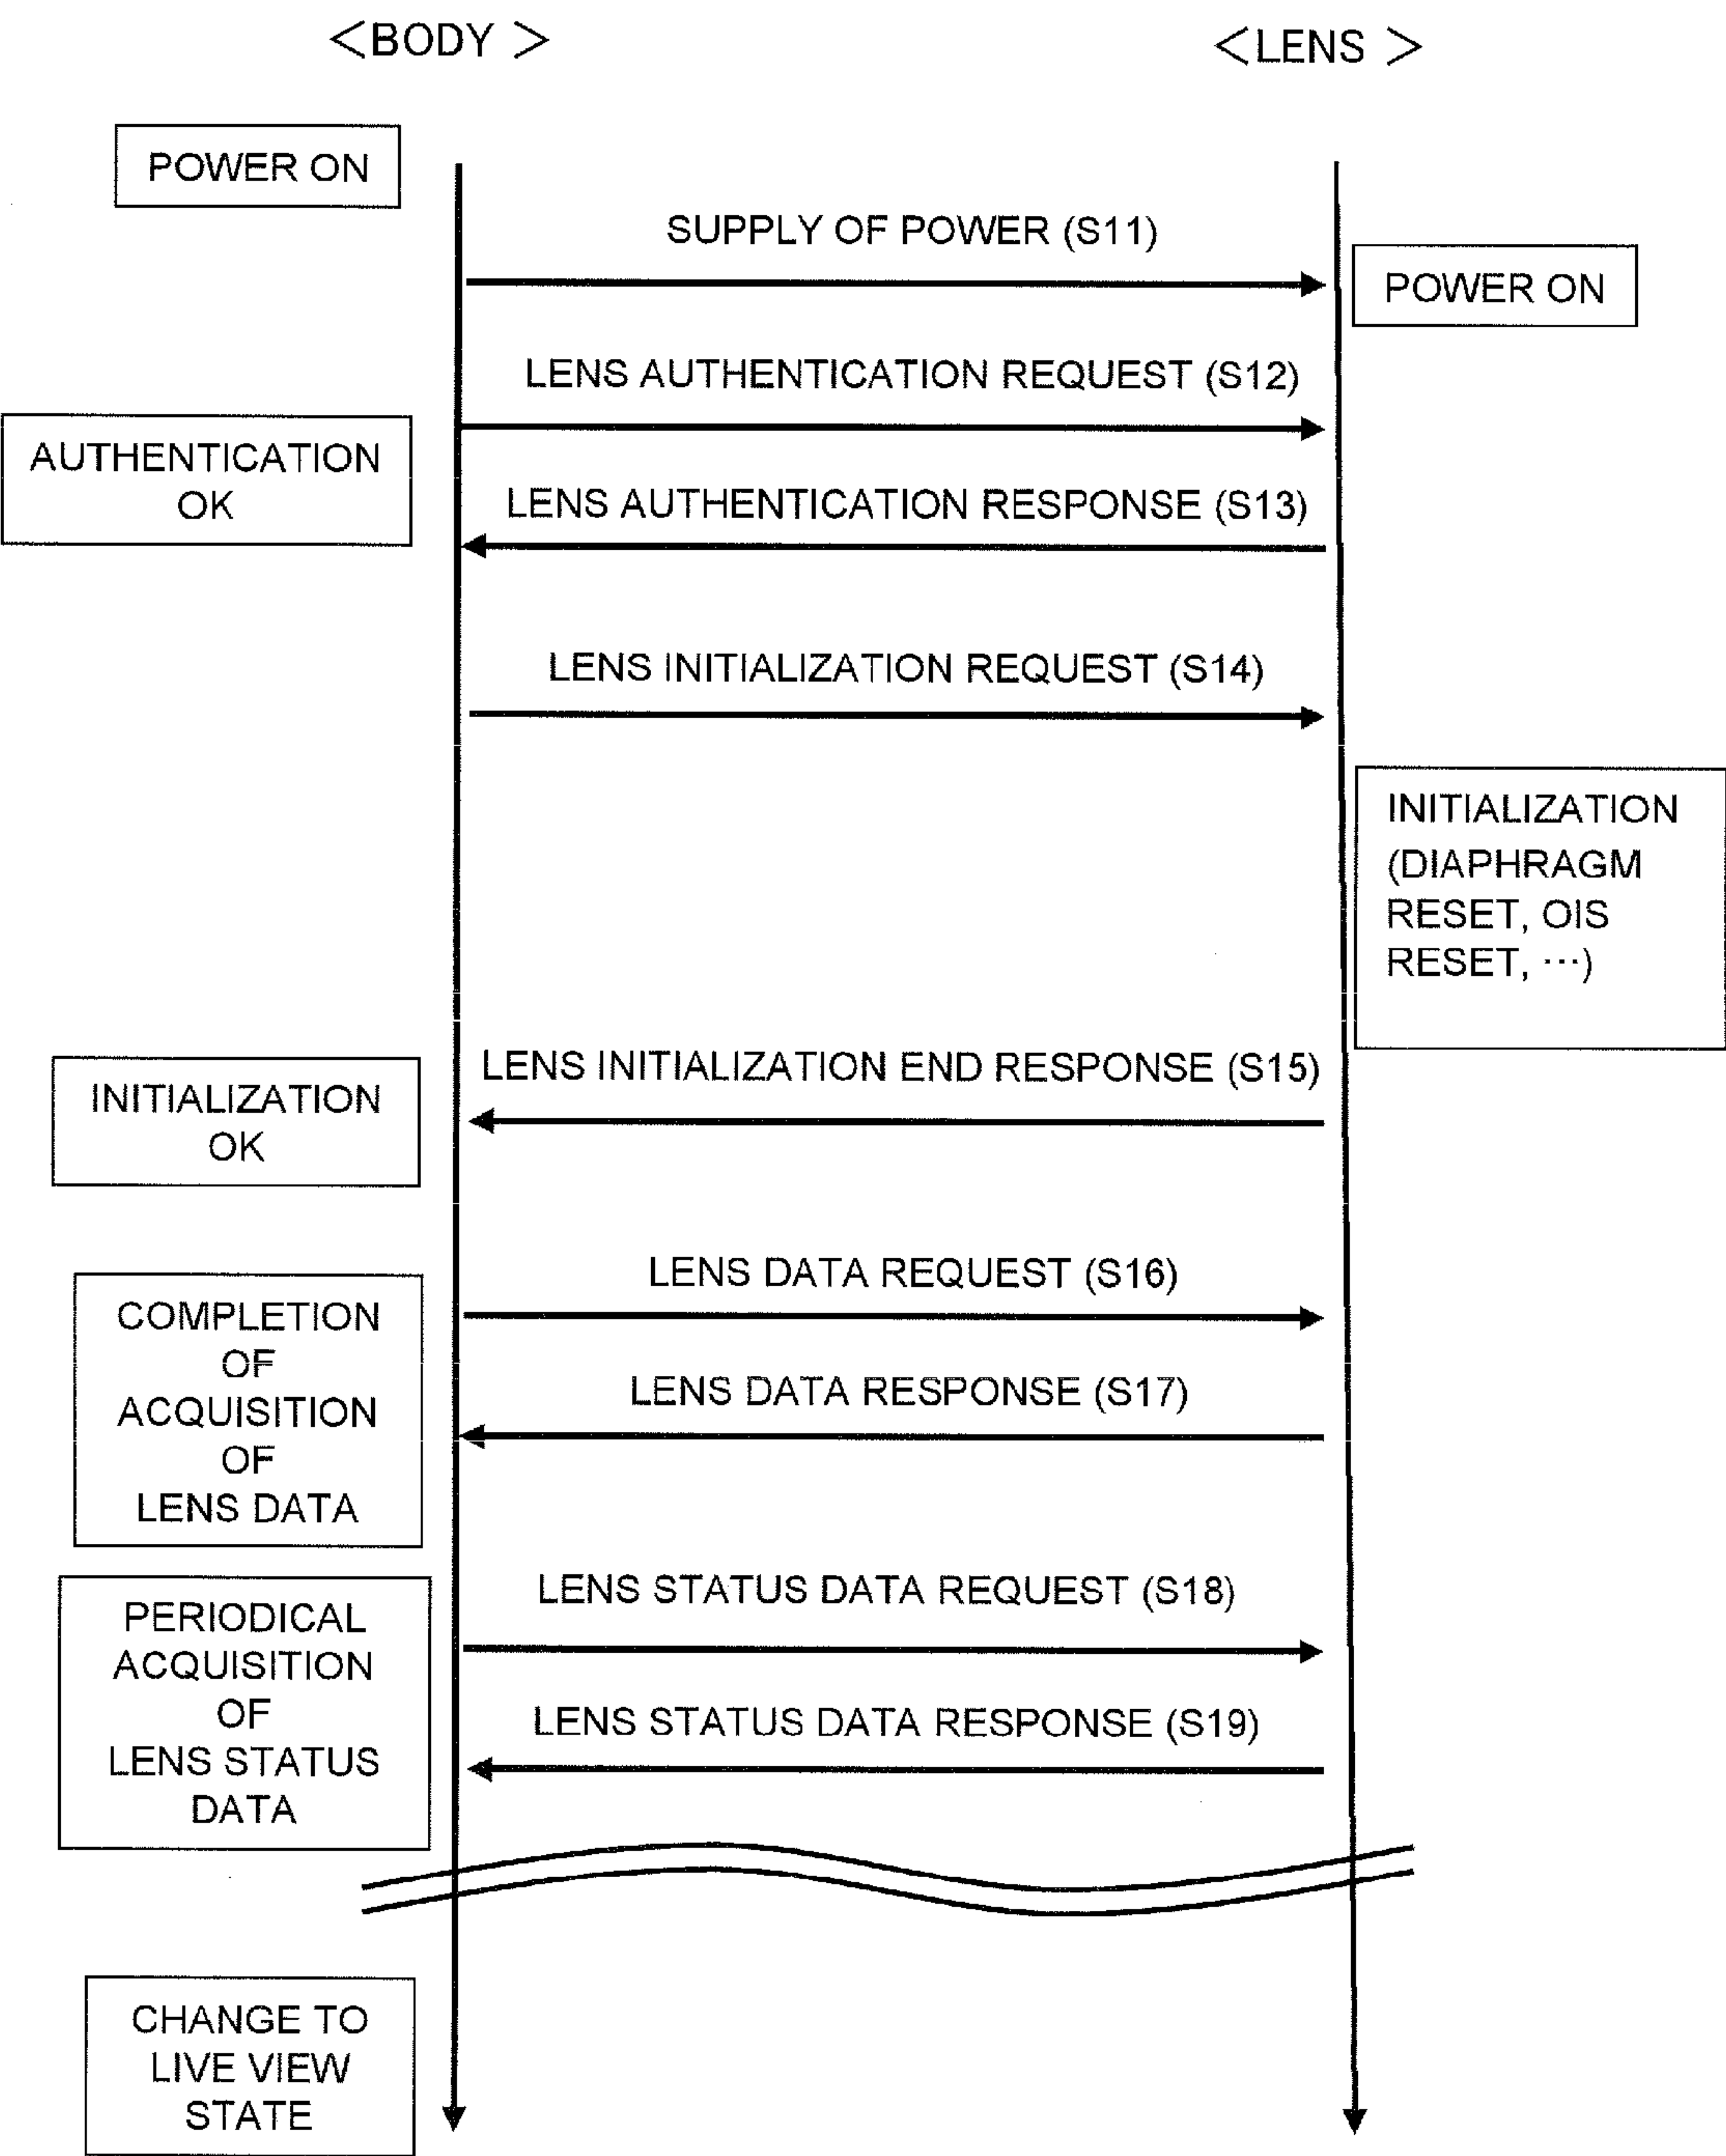 <BODY >
<LENS >
POWER ON
SUPPLY OF POWER (S11)
POWER ON
LENS AUTHENTICATION REQUEST (S12)
AUTHENTICATION
OK
LENS AUTHENTICATION RESPONSE (S13)
LENS INITIALIZATION REQUEST (S14)
INITIALIZATION
(DIAPHRAGM
RESET, OIS
RESET, ···)
LENS INITIALIZATION END RESPONSE (S15)
INITIALIZATION
OK
LENS DATA REQUEST (S16)
COMPLETION
OF
ACQUISITION
OF
LENS DATA
LENS DATA RESPONSE (S17)
LENS STATUS DATA REQUEST (S18)
PERIODICAL
ACQUISITION
OF
LENS STATUS
DATA
LENS STATUS DATA RESPONSE (S19)
CHANGE TO
LIVE VIEW
STATE